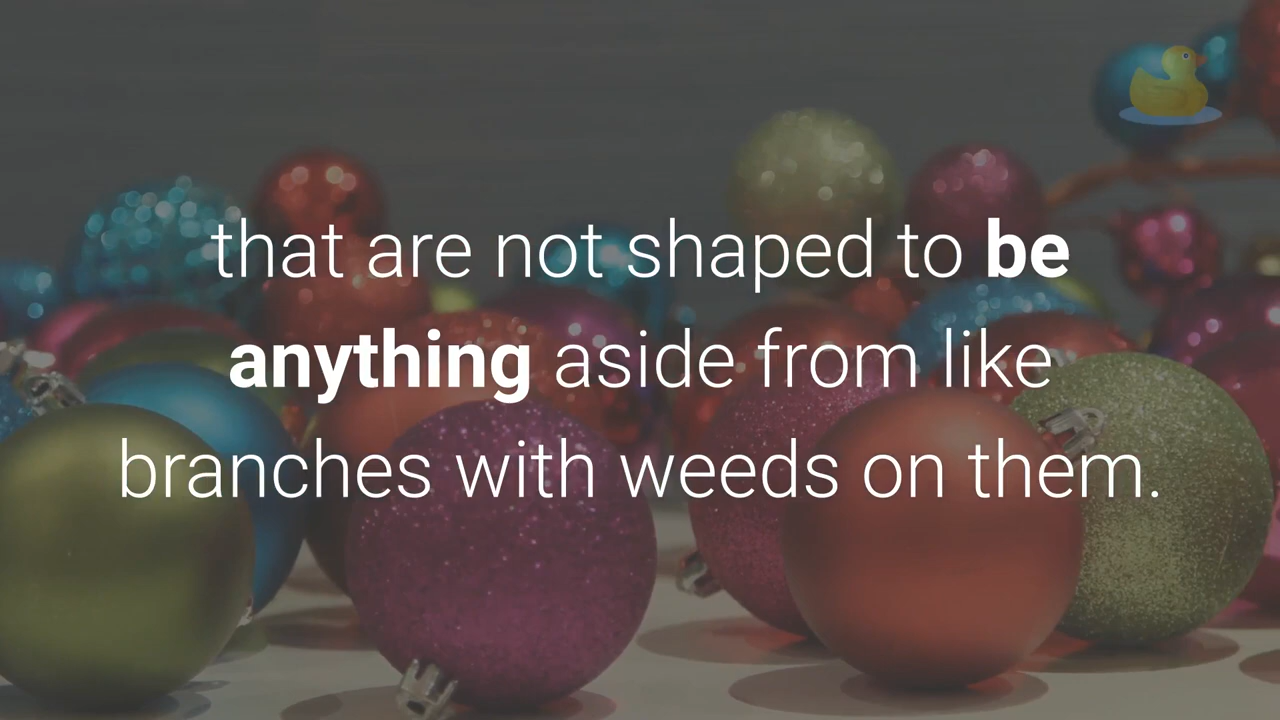 that are not shaped to be
anything aside from like
branches with weeds on them.